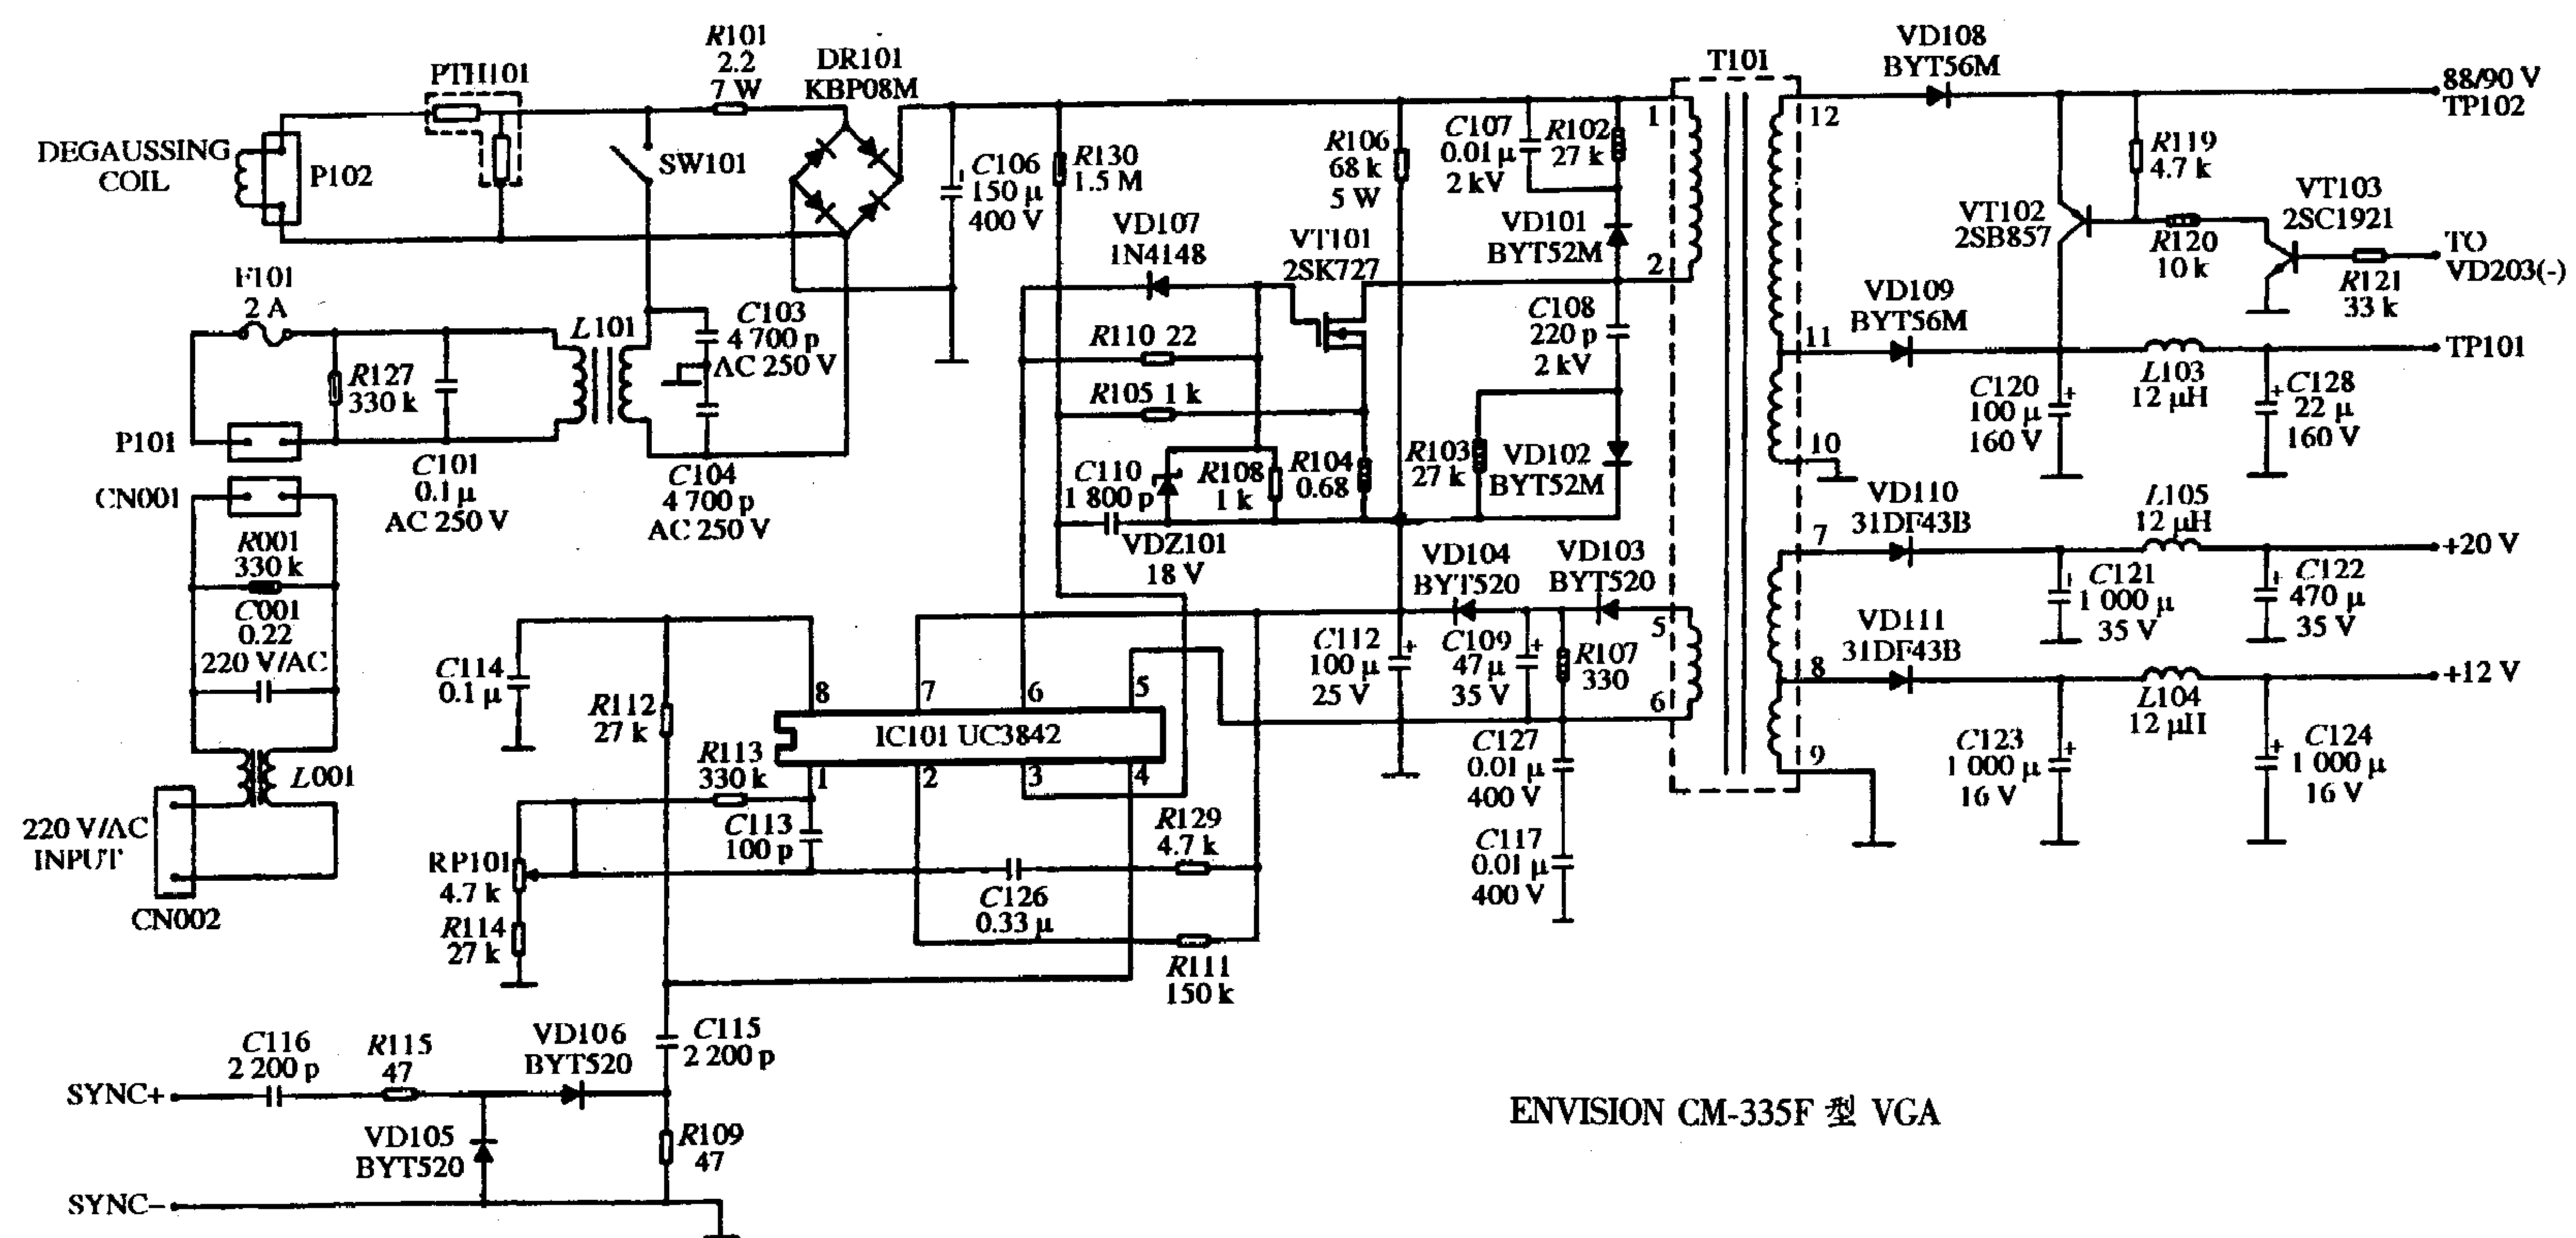 DEGAUSSING
COIL
P102
PTH101
R101
2.2
7 W
DR101
KBP08M
SW101
C106
150 μ
400 V
R130
1.5 M
VD107
1N4148
VT101
2SK727
R106
68 k
5 W
C107
0.01 μ
2 kV
R102
27 k
VD101
BYT52M
T101
1
2
12
VD108
BYT56M
88/90 V
TP102
R119
4.7 k
VT102
2SB857
VT103
2SC1921
R120
10 k
R121
33 k
TO
VD203(-)
F101
2 A
R127
330 k
P101
C101
0.1 μ
AC 250 V
L101
C103
4 700 p
AC 250 V
C104
4 700 p
AC 250 V
R110 22
R105 1 k
C110
1 800 p
R108
1 k
R104
0.68
VDZ101
18 V
C108
220 p
2 kV
R103
27 k
VD102
BYT52M
VD109
BYT56M
11
L103
12 μH
TP101
C120
100 μ
160 V
C128
22 μ
160 V
10
VD110
31DF43B
7
L105
12 μH
+20 V
C121
1 000 μ
35 V
C122
470 μ
35 V
VD111
31DF43B
8
L104
12 μH
+12 V
9
C123
1 000 μ
16 V
C124
1 000 μ
16 V
CN001
R001
330 k
C001
0.22
220 V/AC
L001
220 V/AC
INPUT
CN002
VD104
BYT520
VD103
BYT520
5
6
C112
100 μ
25 V
C109
47 μ
35 V
R107
330
C127
0.01 μ
400 V
C117
0.01 μ
400 V
C114
0.1 μ
R112
27 k
8
7
6
5
IC101 UC3842
1
2
3
4
R113
330 k
C113
100 p
RP101
4.7 k
R114
27 k
C126
0.33 μ
R129
4.7 k
R111
150 k
C115
2 200 p
C116
2 200 p
R115
47
VD106
BYT520
SYNC+
VD105
BYT520
R109
47
SYNC−
ENVISION CM-335F 型 VGA